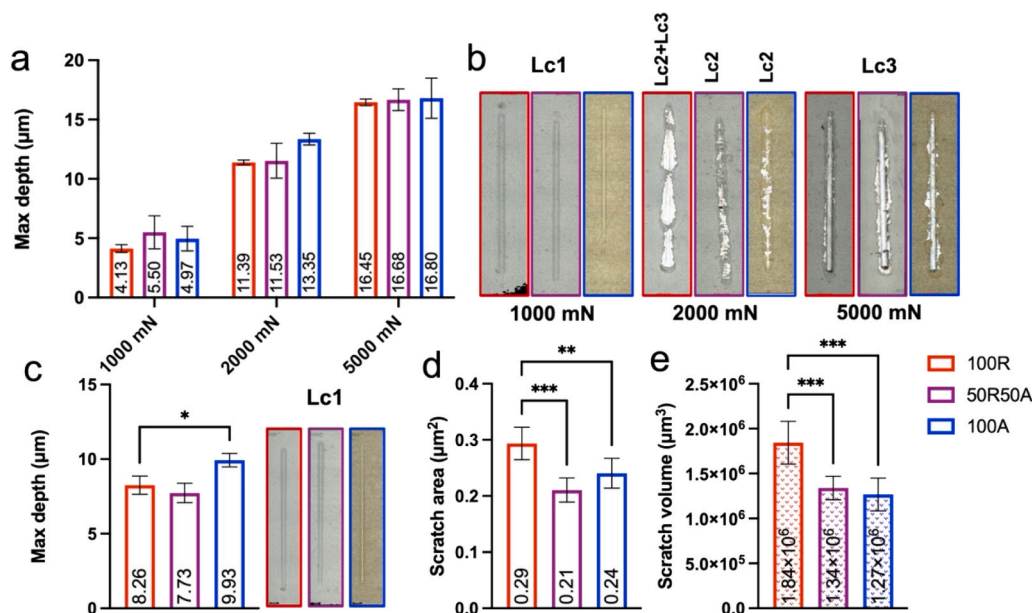 a
Max depth (µm)
20
15
10
5
0
4.13
5.50
4.97
11.39
11.53
13.35
16.45
16.68
16.80
1000 mN
2000 mN
5000 mN
b
Lc1
Lc2+Lc3
Lc2
Lc2
Lc3
1000 mN
2000 mN
5000 mN
c
Max depth (µm)
15
10
5
0
*
8.26
7.73
9.93
Lc1
d
Scratch area (µm²)
0.4
0.3
0.2
0.1
0.0
**
***
0.29
0.21
0.24
e
Scratch volume (µm³)
2.5×10⁶
2.0×10⁶
1.5×10⁶
1.0×10⁶
5.0×10⁵
0
***
***
1.84×10⁶
1.34×10⁶
1.27×10⁶
100R
50R50A
100A